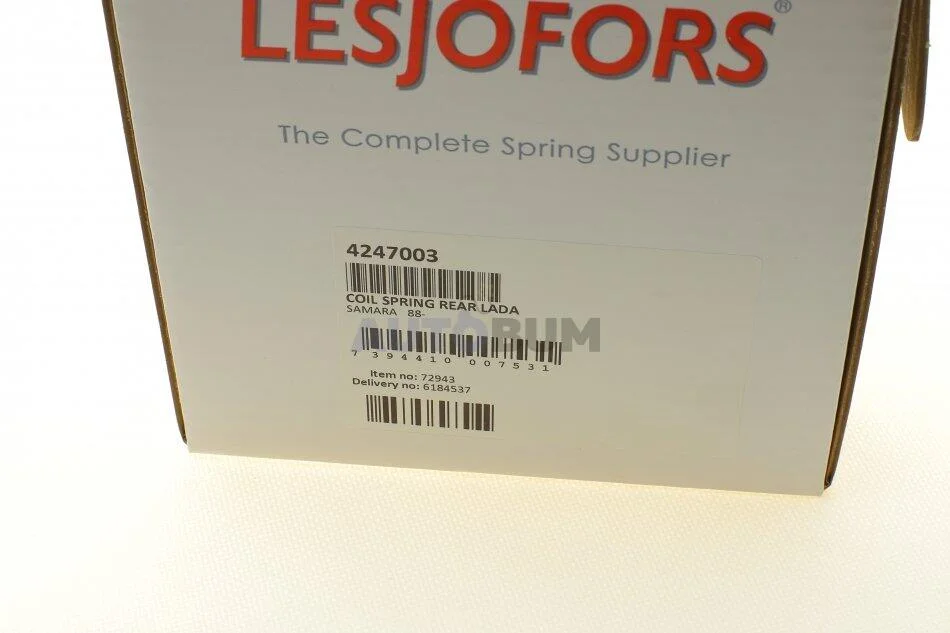 LESJOFORS®
The Complete Spring Supplier
4247003
COIL SPRING REAR LADA
SAMARA 88-
AUTOBUM
7 394410 007531
Item no: 72943
Delivery no: 6184537